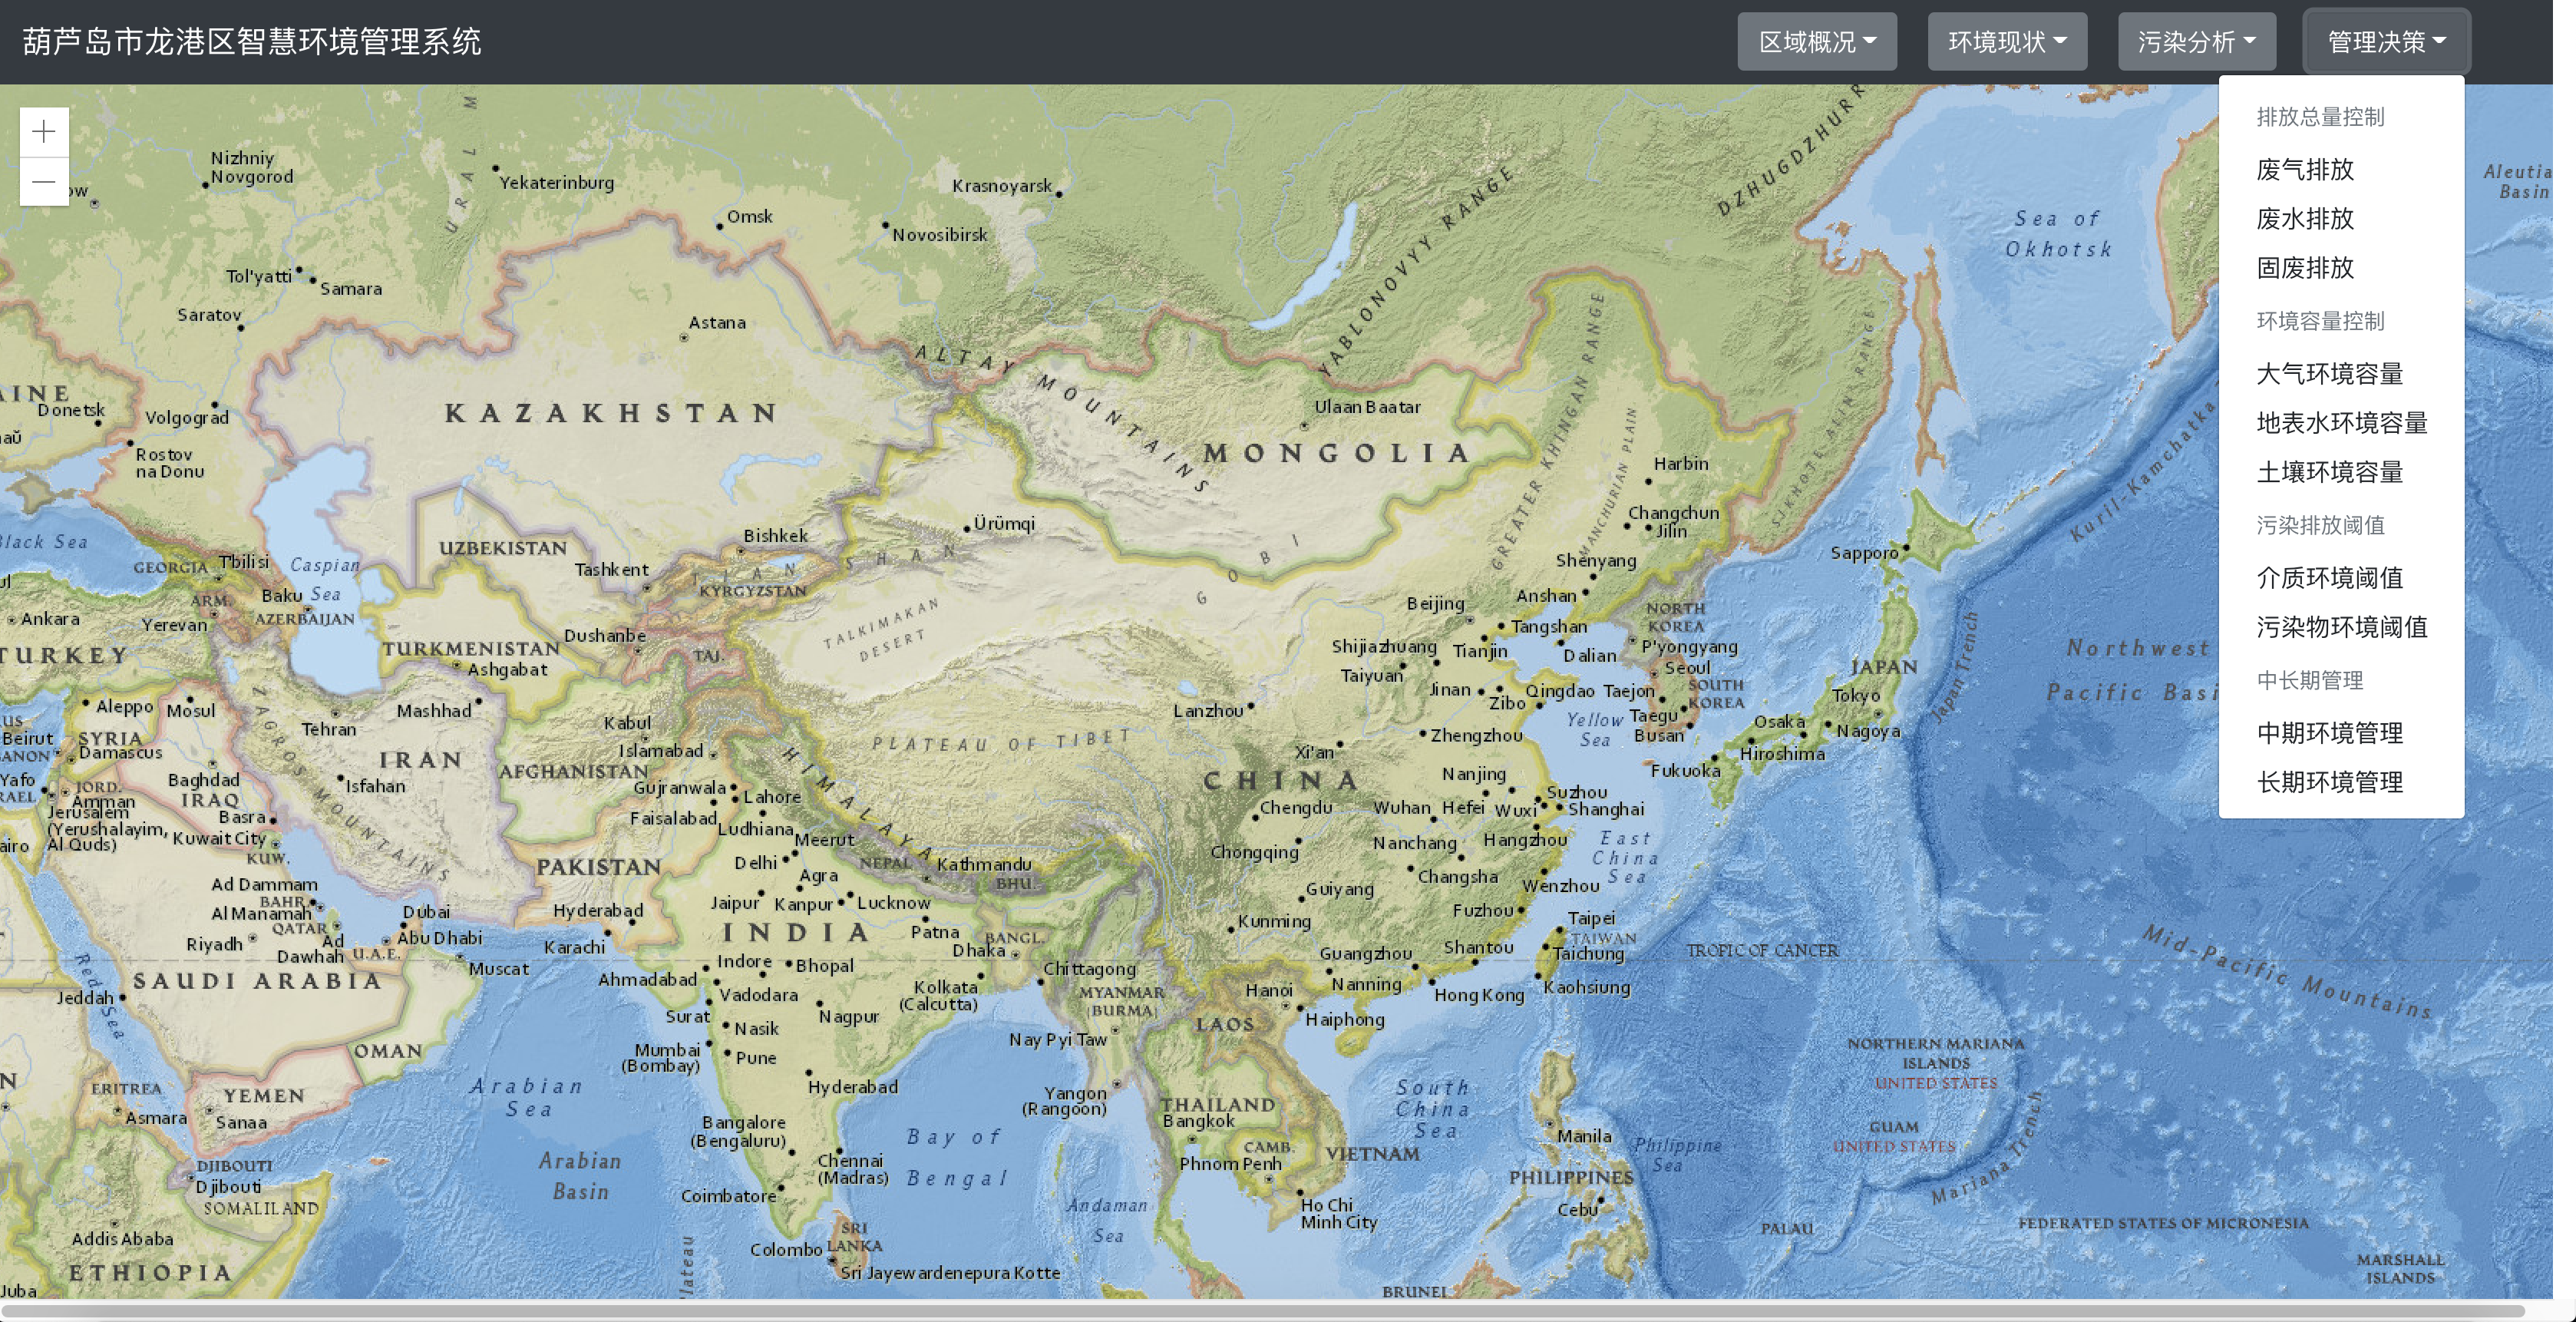 葫芦岛市龙港区智慧环境管理系统
区域概况
环境现状
污染分析
管理决策
排放总量控制
废气排放
废水排放
固废排放
环境容量控制
大气环境容量
地表水环境容量
土壤环境容量
污染排放阈值
介质环境阈值
污染物环境阈值
中长期管理
中期环境管理
长期环境管理
Nizhniy
Novgorod
URAL M
Yekaterinburg
Krasnoyarsk
Omsk
Novosibirsk
YABLONOVYY RANGE
DZHUGDZHURR
Sea of
Okhotsk
Aleutia
Basin
Tol'yatti
Samara
Saratov
Astana
ALTAY MOUNTAINS
KAZAKHSTAN
AINE
Donetsk
Volgograd
Rostov
na Donu
Ulaan Baatar
MONGOLIA
GREATER KHINGAN RANGE
MANCHURIAN PLAIN
SIKHOTE ALIN RANGE
Kuril-Kamchatka
Harbin
Changchun
Jilin
Shenyang
Anshan
Sapporo
Ürümqi
Bishkek
TIAN SHAN
KYRGYZSTAN
GOBI
UZBEKISTAN
Tashkent
Black Sea
GEORGIA
T'bilisi
Caspian
Sea
ARM.
Baku
AZERBAIJAN
Yerevan
Ankara
TURKEY
TURKMENISTAN
Ashgabat
Dushanbe
TAJ.
TALKIMAKAN
DESERT
Beijing
Tangshan
Shijiazhuang
Tianjin
Dalian
Taiyuan
NORTH
KOREA
P'yongyang
Seoul
SOUTH
KOREA
Jinan
Zibo
Qingdao
Taejon
Taegu
Busan
Yellow
Sea
JAPAN
Tokyo
Osaka
Nagoya
Hiroshima
Fukuoka
Japan Trench
Northwest
Pacific Basi
Aleppo
Mosul
Tehran
Mashhad
ZAGROS MOUNTAINS
Beirut
SYRIA
Damascus
IRAN
Isfahan
Baghdad
IRAQ
JORD.
Amman
Jerusalem
(Yerushalayim,
Al Quds)
Basra
Kuwait City
KUW.
Kabul
Islamabad
AFGHANISTAN
Gujranwala
Lahore
Faisalabad
Ludhiana
Meerut
HIMALAYA
PLATEAU OF TIBET
Lanzhou
Xi'an
Zhengzhou
CHINA
Nanjing
Suzhou
Chengdu
Wuhan
Hefei
Wuxi
Shanghai
Chongqing
Nanchang
Hangzhou
East
China
Sea
Changsha
Wenzhou
Guiyang
Fuzhou
Kunming
Taipei
TAIWAN
Taichung
Guangzhou
Shantou
Nanning
Hong Kong
Kaohsiung
TROPIC OF CANCER
Mid-Pacific Mountains
PAKISTAN
Delhi
NEPAL
Kathmandu
BHU.
Agra
Jaipur
Kanpur
Lucknow
Hyderabad
Karachi
INDIA
Patna
BANGL.
Dhaka
Indore
Bhopal
Ahmadabad
Vadodara
Kolkata
(Calcutta)
Chittagong
MYANMAR
(BURMA)
Hanoi
Haiphong
LAOS
Surat
Nagpur
Nasik
Mumbai
(Bombay)
Pune
Nay Pyi Taw
Hyderabad
Yangon
(Rangoon)
Ad Dammam
BAHR.
Al Manamah
QATAR
Dubai
Riyadh
Ad
Dawhah
U.A.E.
Abu Dhabi
Muscat
SAUDI ARABIA
Jeddah
Red Sea
OMAN
ERITREA
Asmara
YEMEN
Sanaa
Arabian
Sea
Arabian
Basin
Bangalore
(Bengaluru)
Chennai
(Madras)
Coimbatore
Bay of
Bengal
SRI
LANKA
Colombo
Sri Jayewardenepura Kotte
Andaman
Sea
THAILAND
Bangkok
CAMB.
Phnom Penh
VIETNAM
Ho Chi
Minh City
South
China
Sea
Manila
PHILIPPINES
Cebu
Philippine
Sea
NORTHERN MARIANA
ISLANDS
UNITED STATES
GUAM
UNITED STATES
Mariana Trench
PALAU
FEDERATED STATES OF MICRONESIA
MARSHALL
ISLANDS
DJIBOUTI
Djibouti
SOMALILAND
Addis Ababa
ETHIOPIA
Juba
lateau
BRUNEI